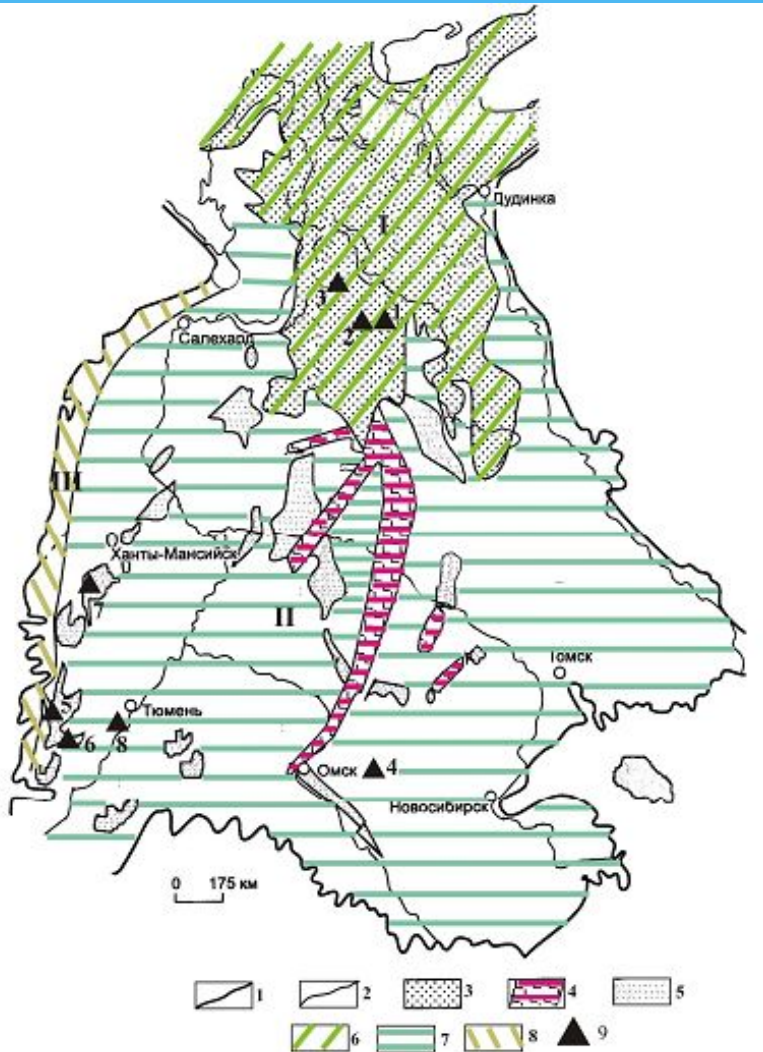 Дудинка
I
3
1
2
Салехард
III
Ханты-Мансийск
7
II
Томск
5
Тюмень
6
8
Омск
4
Новосибирск
0 175 км
1 2 3 4 5
6 7 8 9